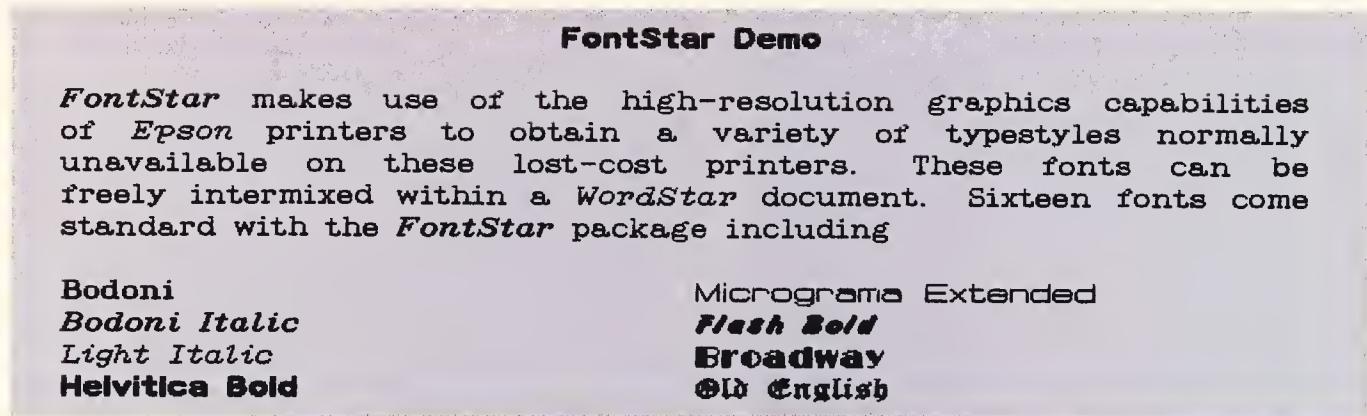 FontStar Demo
FontStar makes use of the high-resolution graphics capabilities
of Epson printers to obtain a variety of typestyles normally
unavailable on these lost-cost printers. These fonts can be
freely intermixed within a WordStar document. Sixteen fonts come
standard with the FontStar package including
Bodoni
Bodoni Italic
Light Italic
Helvitica Bold
Micrograma Extended
Flash Bold
Broadway
Old English